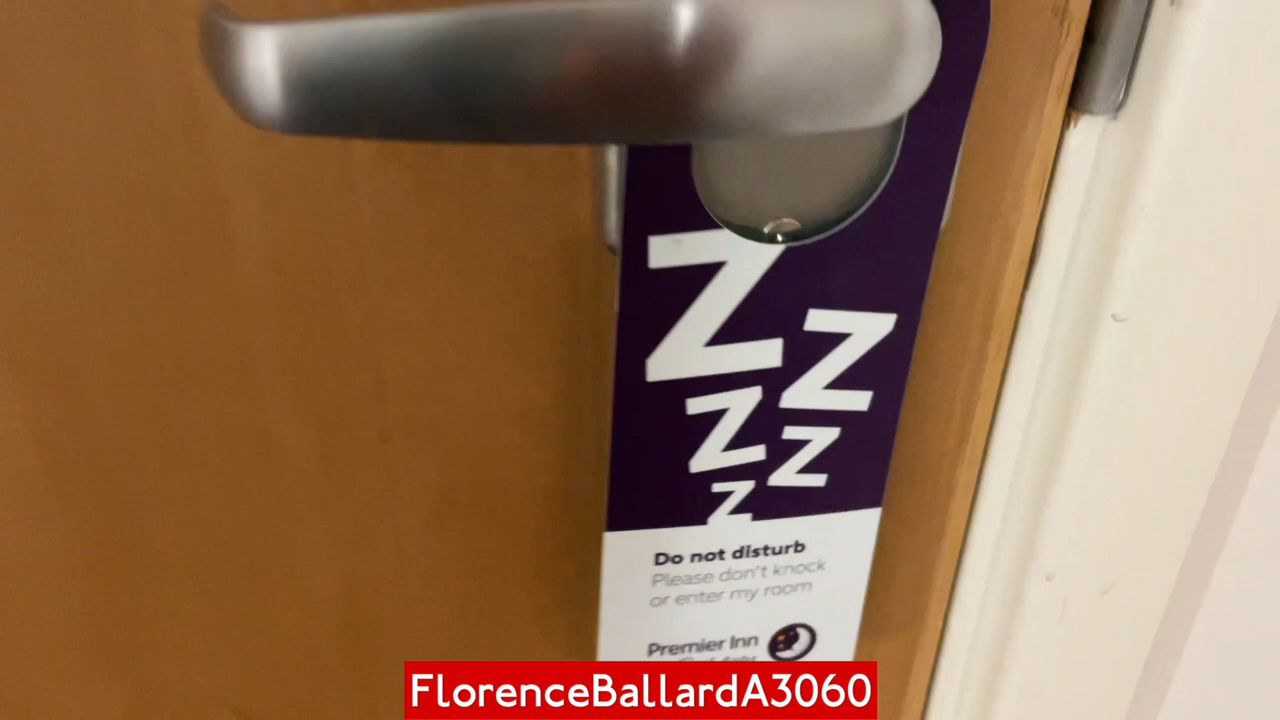 Z
Z
Z
Z
Z
Do not disturb
Please don't knock
or enter my room
Premier Inn
FlorenceBallardA3060